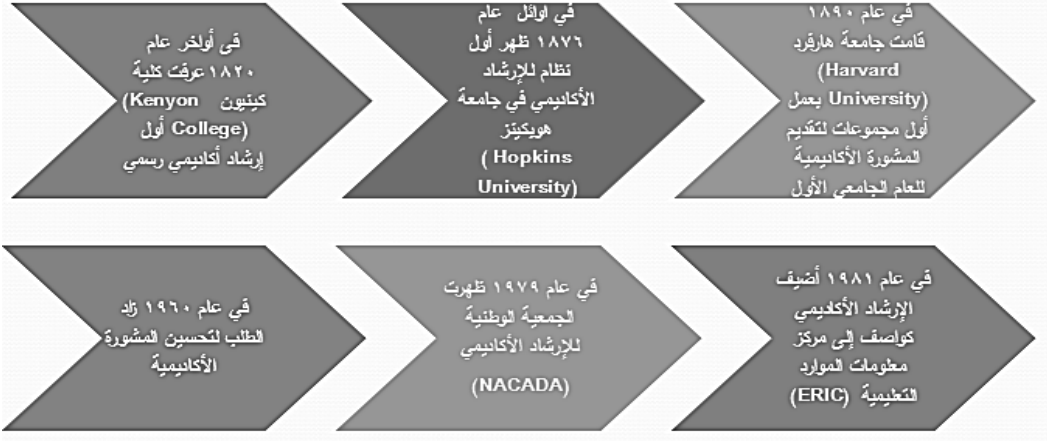 في أواخر عام
١٨٢٠ عرفت كلية
كينيون (Kenyon
College) أول
إرشاد أكاديمي رسمي
في اوائل عام
١٨٧٦ ظهر أول
نظام للإرشاد
الأكاديمي في جامعة
هوبكينز
( Hopkins
University)
في عام ١٨٩٠
قامت جامعة هارفرد
(Harvard
University) بعمل
أول مجموعات لتقديم
المشورة الأكاديمية
للعام الجامعي الأول
في عام ١٩٦٠ زاد
الطلب لتحسين المشورة
الأكاديمية
في عام ١٩٧٩ ظهرت
الجمعية الوطنية
للإرشاد الأكاديمي
(NACADA)
في عام ١٩٨١ أضيف
الإرشاد الأكاديمي
كواصف إلى مركز
معلومات الموارد
التعليمية (ERIC)